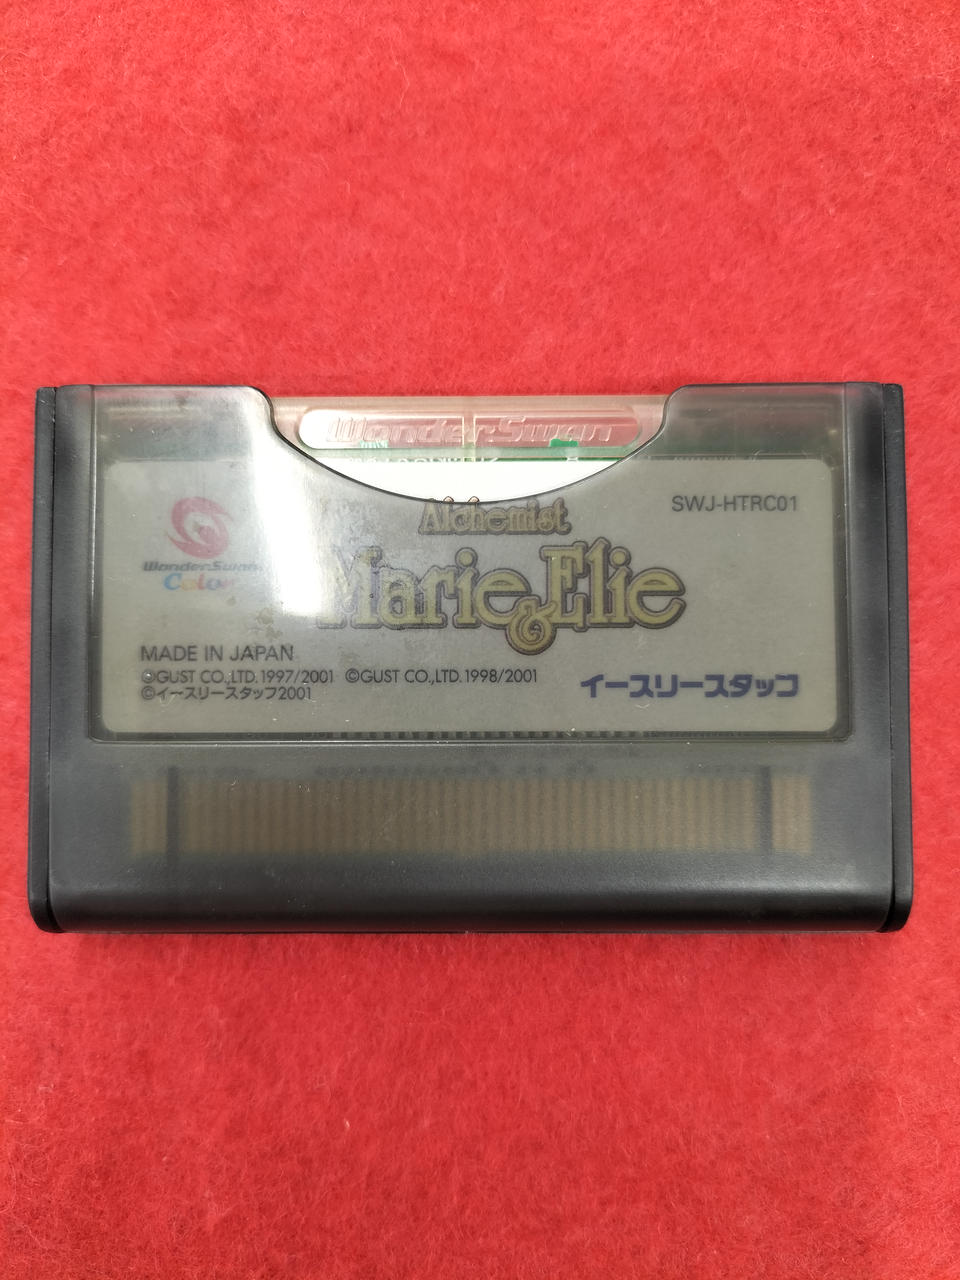 WonderSwan
Alchemist
SWJ-HTRC01
Marie & Elie
WonderSwan
Color
MADE IN JAPAN
©GUST CO.,LTD.1997/2001 ©GUST CO.,LTD.1998/2001
©イースリースタッフ2001
イースリースタッフ